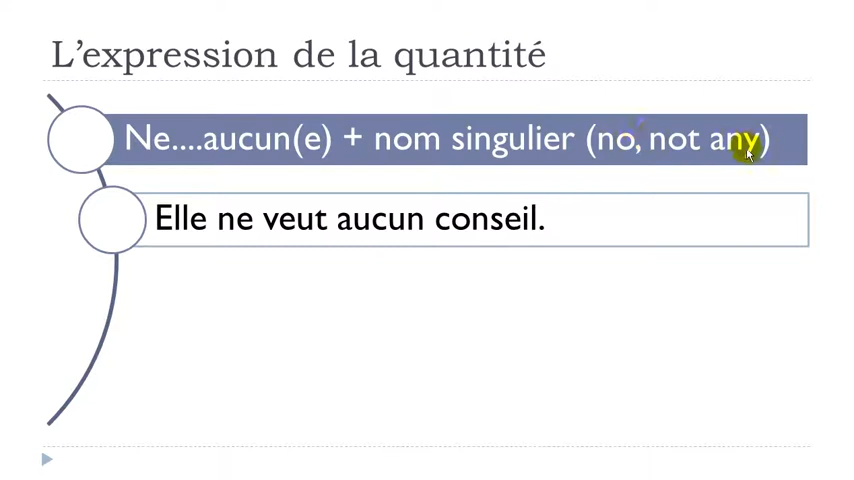 L'expression de la quantité
Ne....aucun(e) + nom singulier (no, not any)
Elle ne veut aucun conseil.